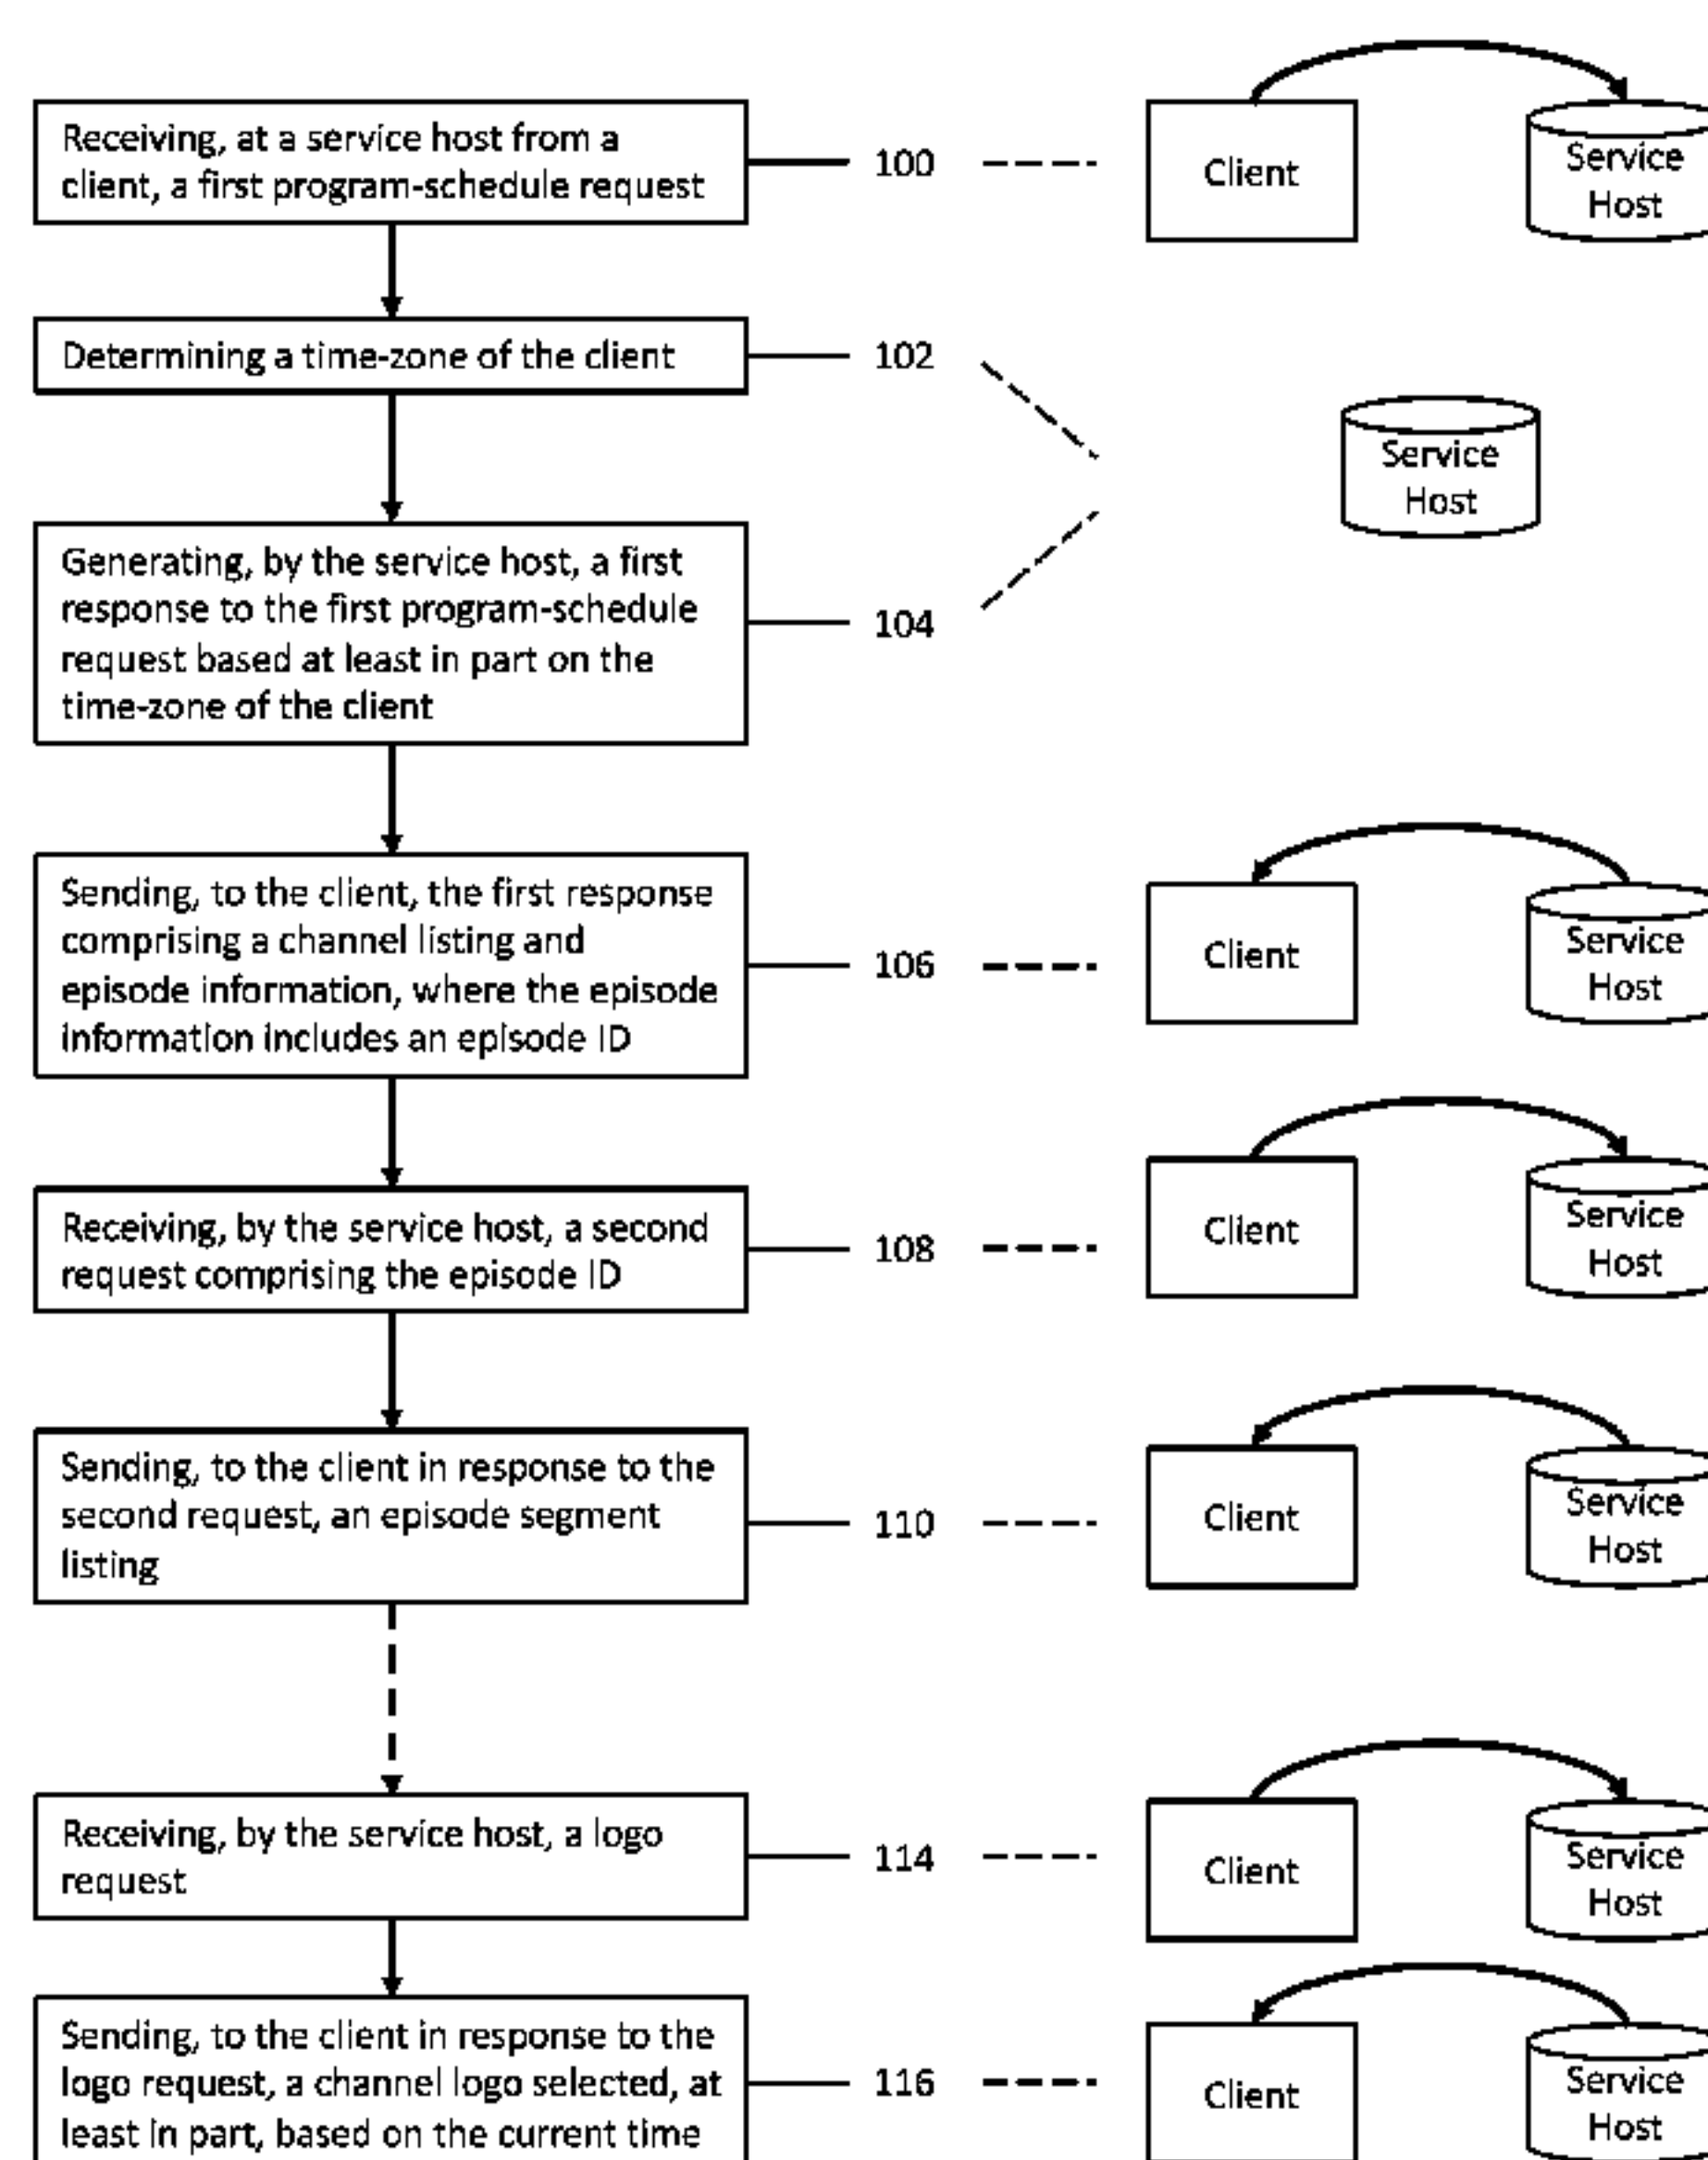 Receiving, at a service host from a
client, a first program-schedule request
100
Client
Service
Host
Determining a time-zone of the client
102
Service
Host
Generating, by the service host, a first
response to the first program-schedule
request based at least in part on the
time-zone of the client
104
Sending, to the client, the first response
comprising a channel listing and
episode information, where the episode
information includes an episode ID
106
Client
Service
Host
Receiving, by the service host, a second
request comprising the episode ID
108
Client
Service
Host
Sending, to the client in response to the
second request, an episode segment
listing
110
Client
Service
Host
Receiving, by the service host, a logo
request
114
Client
Service
Host
Sending, to the client in response to the
logo request, a channel logo selected, at
least in part, based on the current time
116
Client
Service
Host